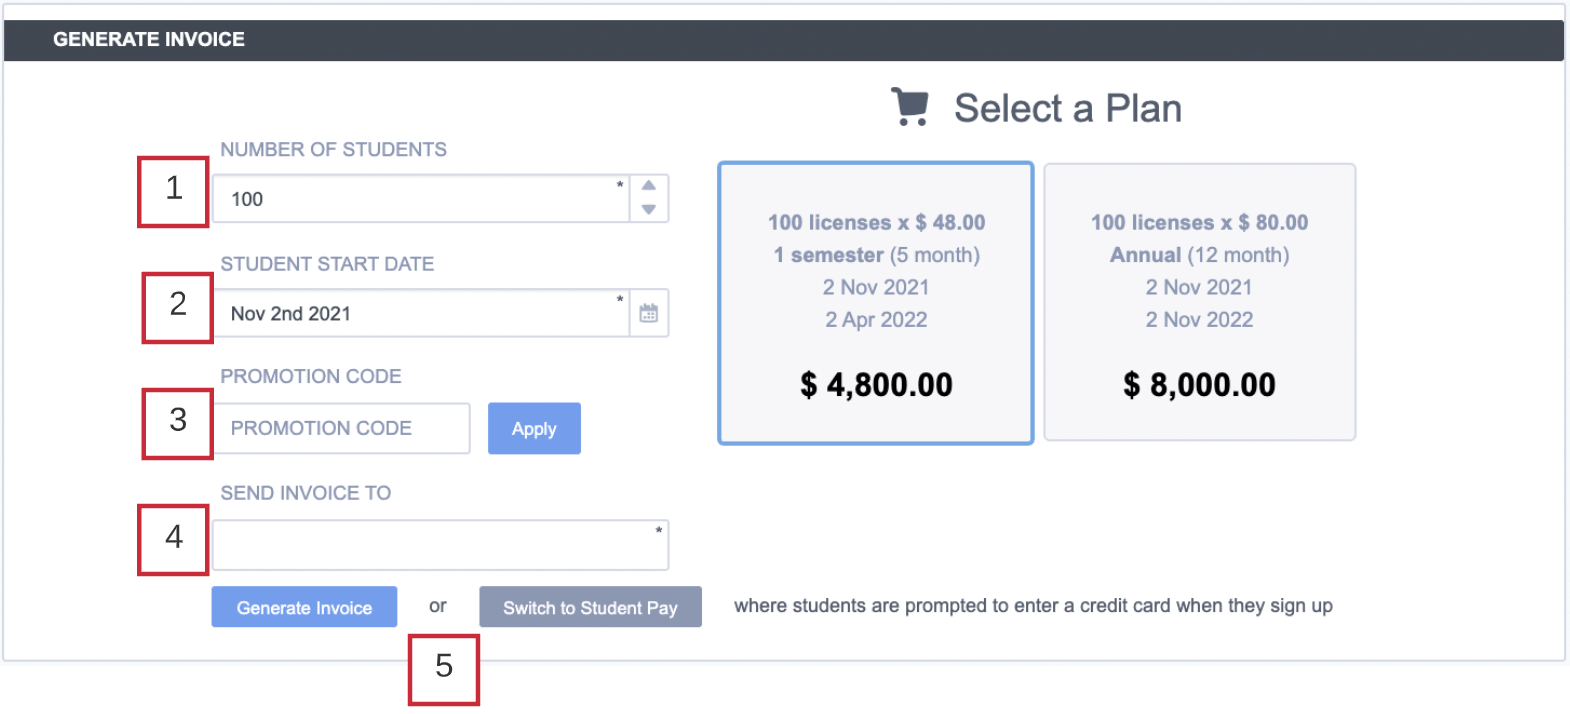 GENERATE INVOICE
Select a Plan
NUMBER OF STUDENTS
1
100
*
STUDENT START DATE
2
Nov 2nd 2021
*
PROMOTION CODE
3
PROMOTION CODE
Apply
SEND INVOICE TO
4
*
100 licenses x $ 48.00
1 semester (5 month)
2 Nov 2021
2 Apr 2022
$ 4,800.00
100 licenses x $ 80.00
Annual (12 month)
2 Nov 2021
2 Nov 2022
$ 8,000.00
Generate Invoice or Switch to Student Pay where students are prompted to enter a credit card when they sign up
5